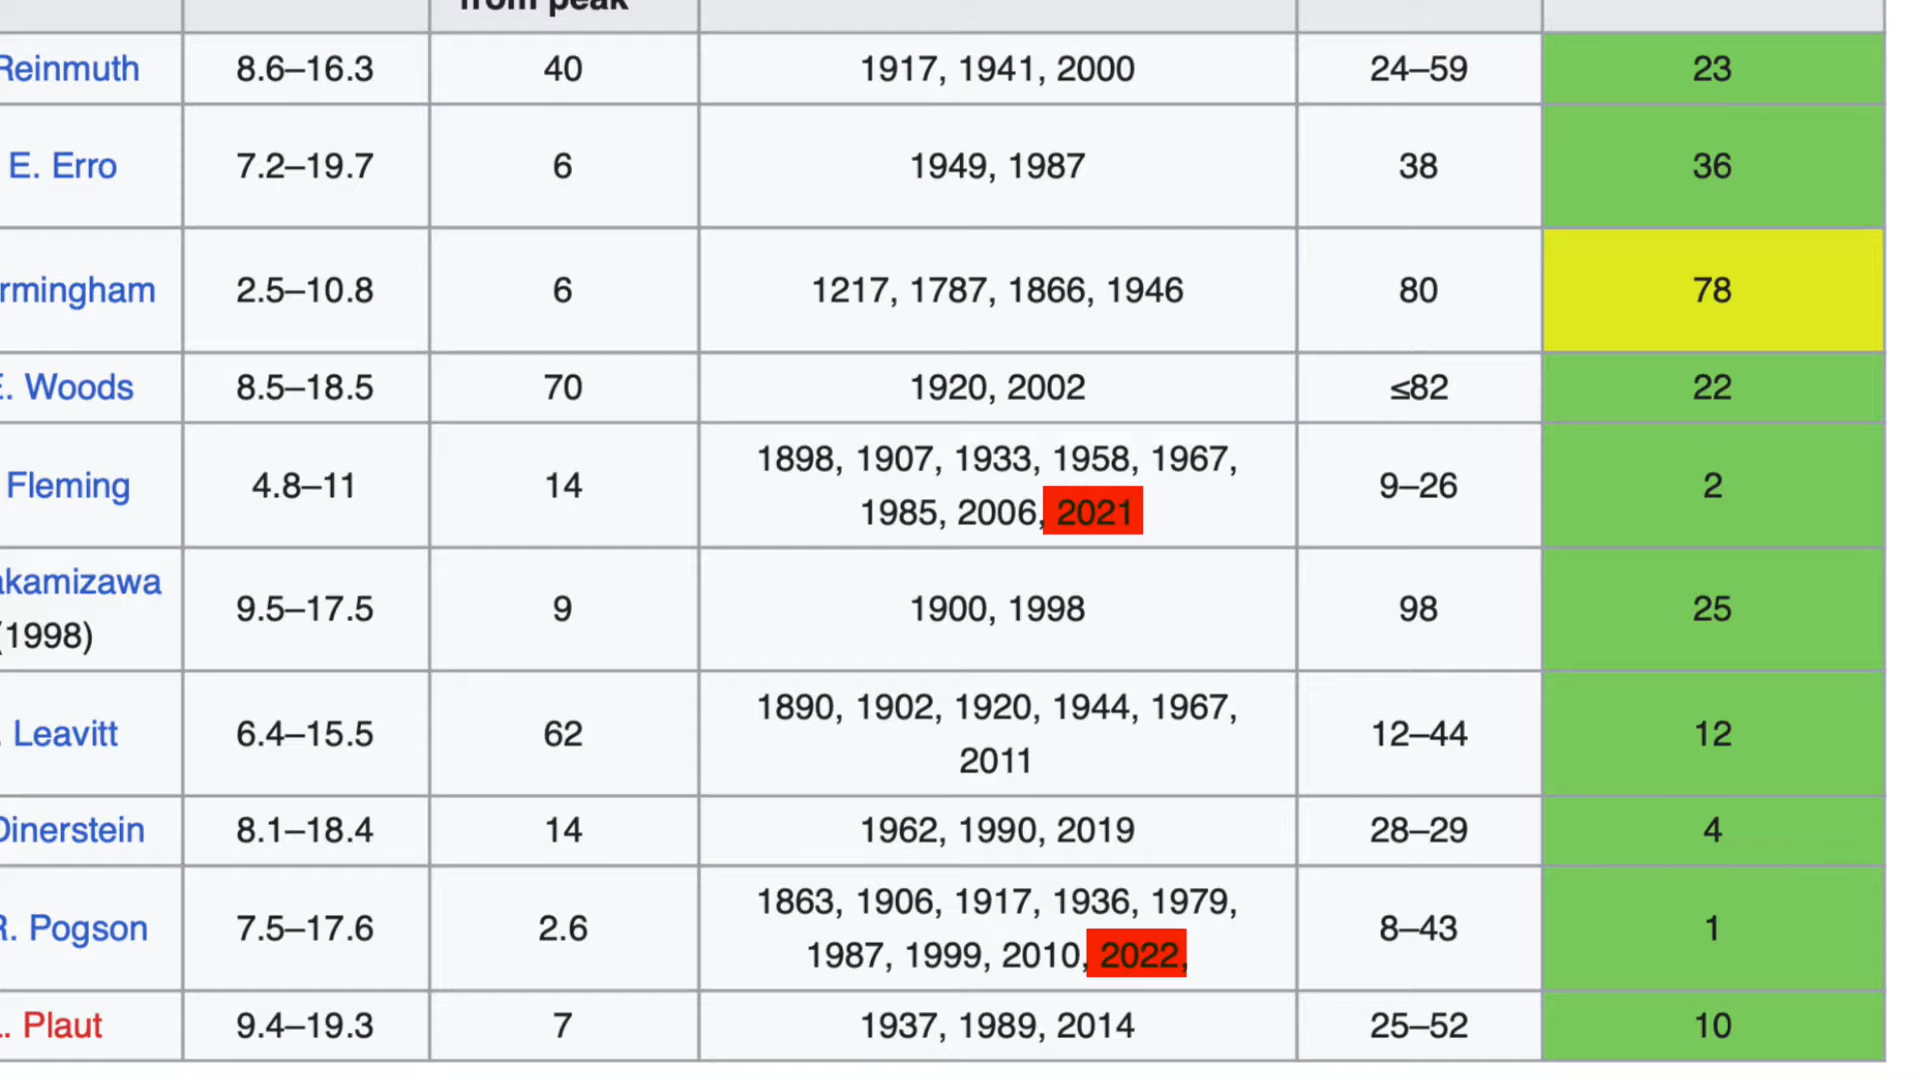 from peak
Reinmuth 8.6–16.3 40 1917, 1941, 2000 24–59 23
E. Erro 7.2–19.7 6 1949, 1987 38 36
rmingham 2.5–10.8 6 1217, 1787, 1866, 1946 80 78
E. Woods 8.5–18.5 70 1920, 2002 ≤82 22
Fleming 4.8–11 14 1898, 1907, 1933, 1958, 1967, 9–26 2
1985, 2006, 2021
akamizawa 9.5–17.5 9 1900, 1998 98 25
(1998)
. Leavitt 6.4–15.5 62 1890, 1902, 1920, 1944, 1967, 12–44 12
2011
Dinerstein 8.1–18.4 14 1962, 1990, 2019 28–29 4
R. Pogson 7.5–17.6 2.6 1863, 1906, 1917, 1936, 1979, 8–43 1
1987, 1999, 2010, 2022,
. Plaut 9.4–19.3 7 1937, 1989, 2014 25–52 10